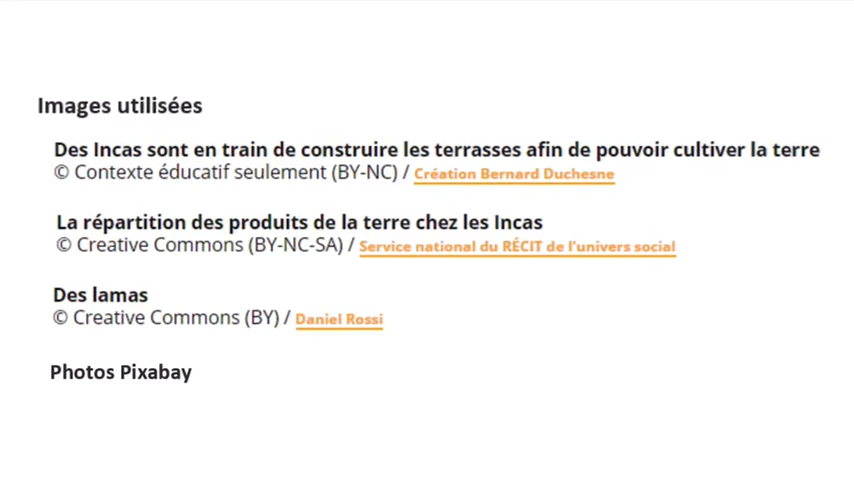 Images utilisées
Des Incas sont en train de construire les terrasses afin de pouvoir cultiver la terre
© Contexte éducatif seulement (BY-NC) / Création Bernard Duchesne
La répartition des produits de la terre chez les Incas
© Creative Commons (BY-NC-SA) / Service national du RÉCIT de l'univers social
Des lamas
© Creative Commons (BY) / Daniel Rossi
Photos Pixabay